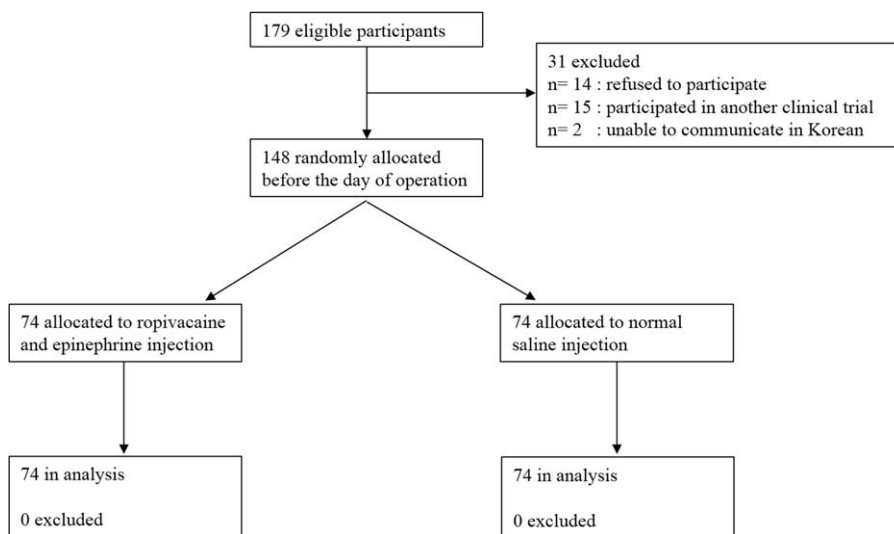 179 eligible participants
31 excluded
n= 14 : refused to participate
n= 15 : participated in another clinical trial
n= 2 : unable to communicate in Korean
148 randomly allocated
before the day of operation
74 allocated to ropivacaine
and epinephrine injection
74 allocated to normal
saline injection
74 in analysis
0 excluded
74 in analysis
0 excluded